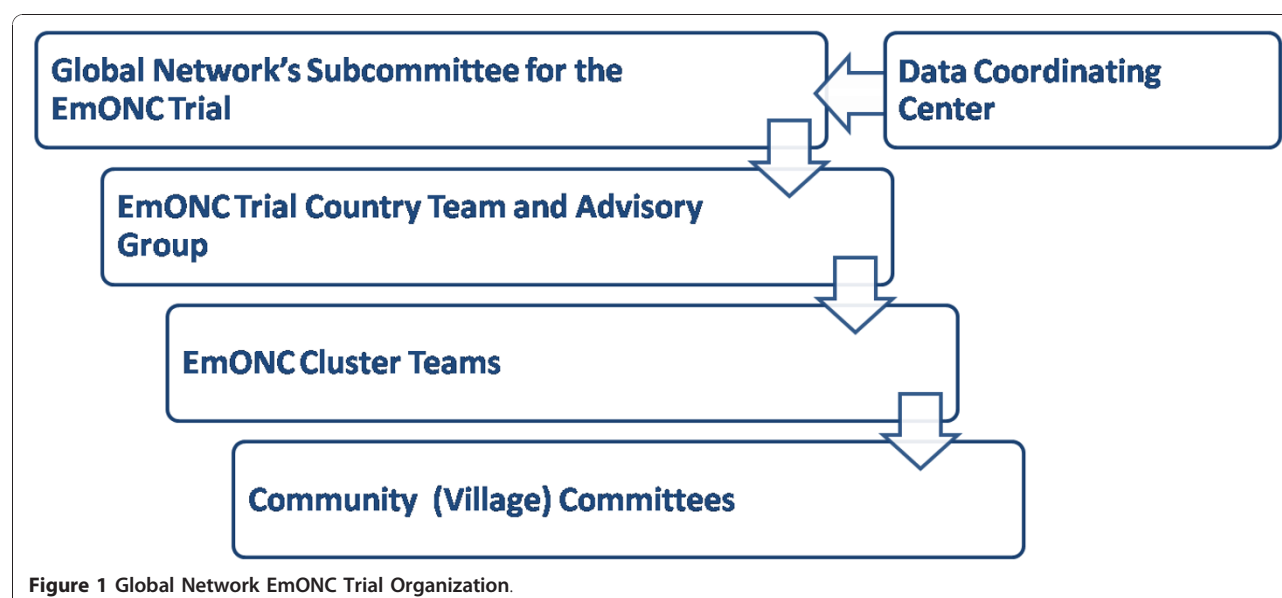 Global Network's Subcommittee for the
EmONC Trial
Data Coordinating
Center
EmONC Trial Country Team and Advisory
Group
EmONC Cluster Teams
Community (Village) Committees
Figure 1 Global Network EmONC Trial Organization.